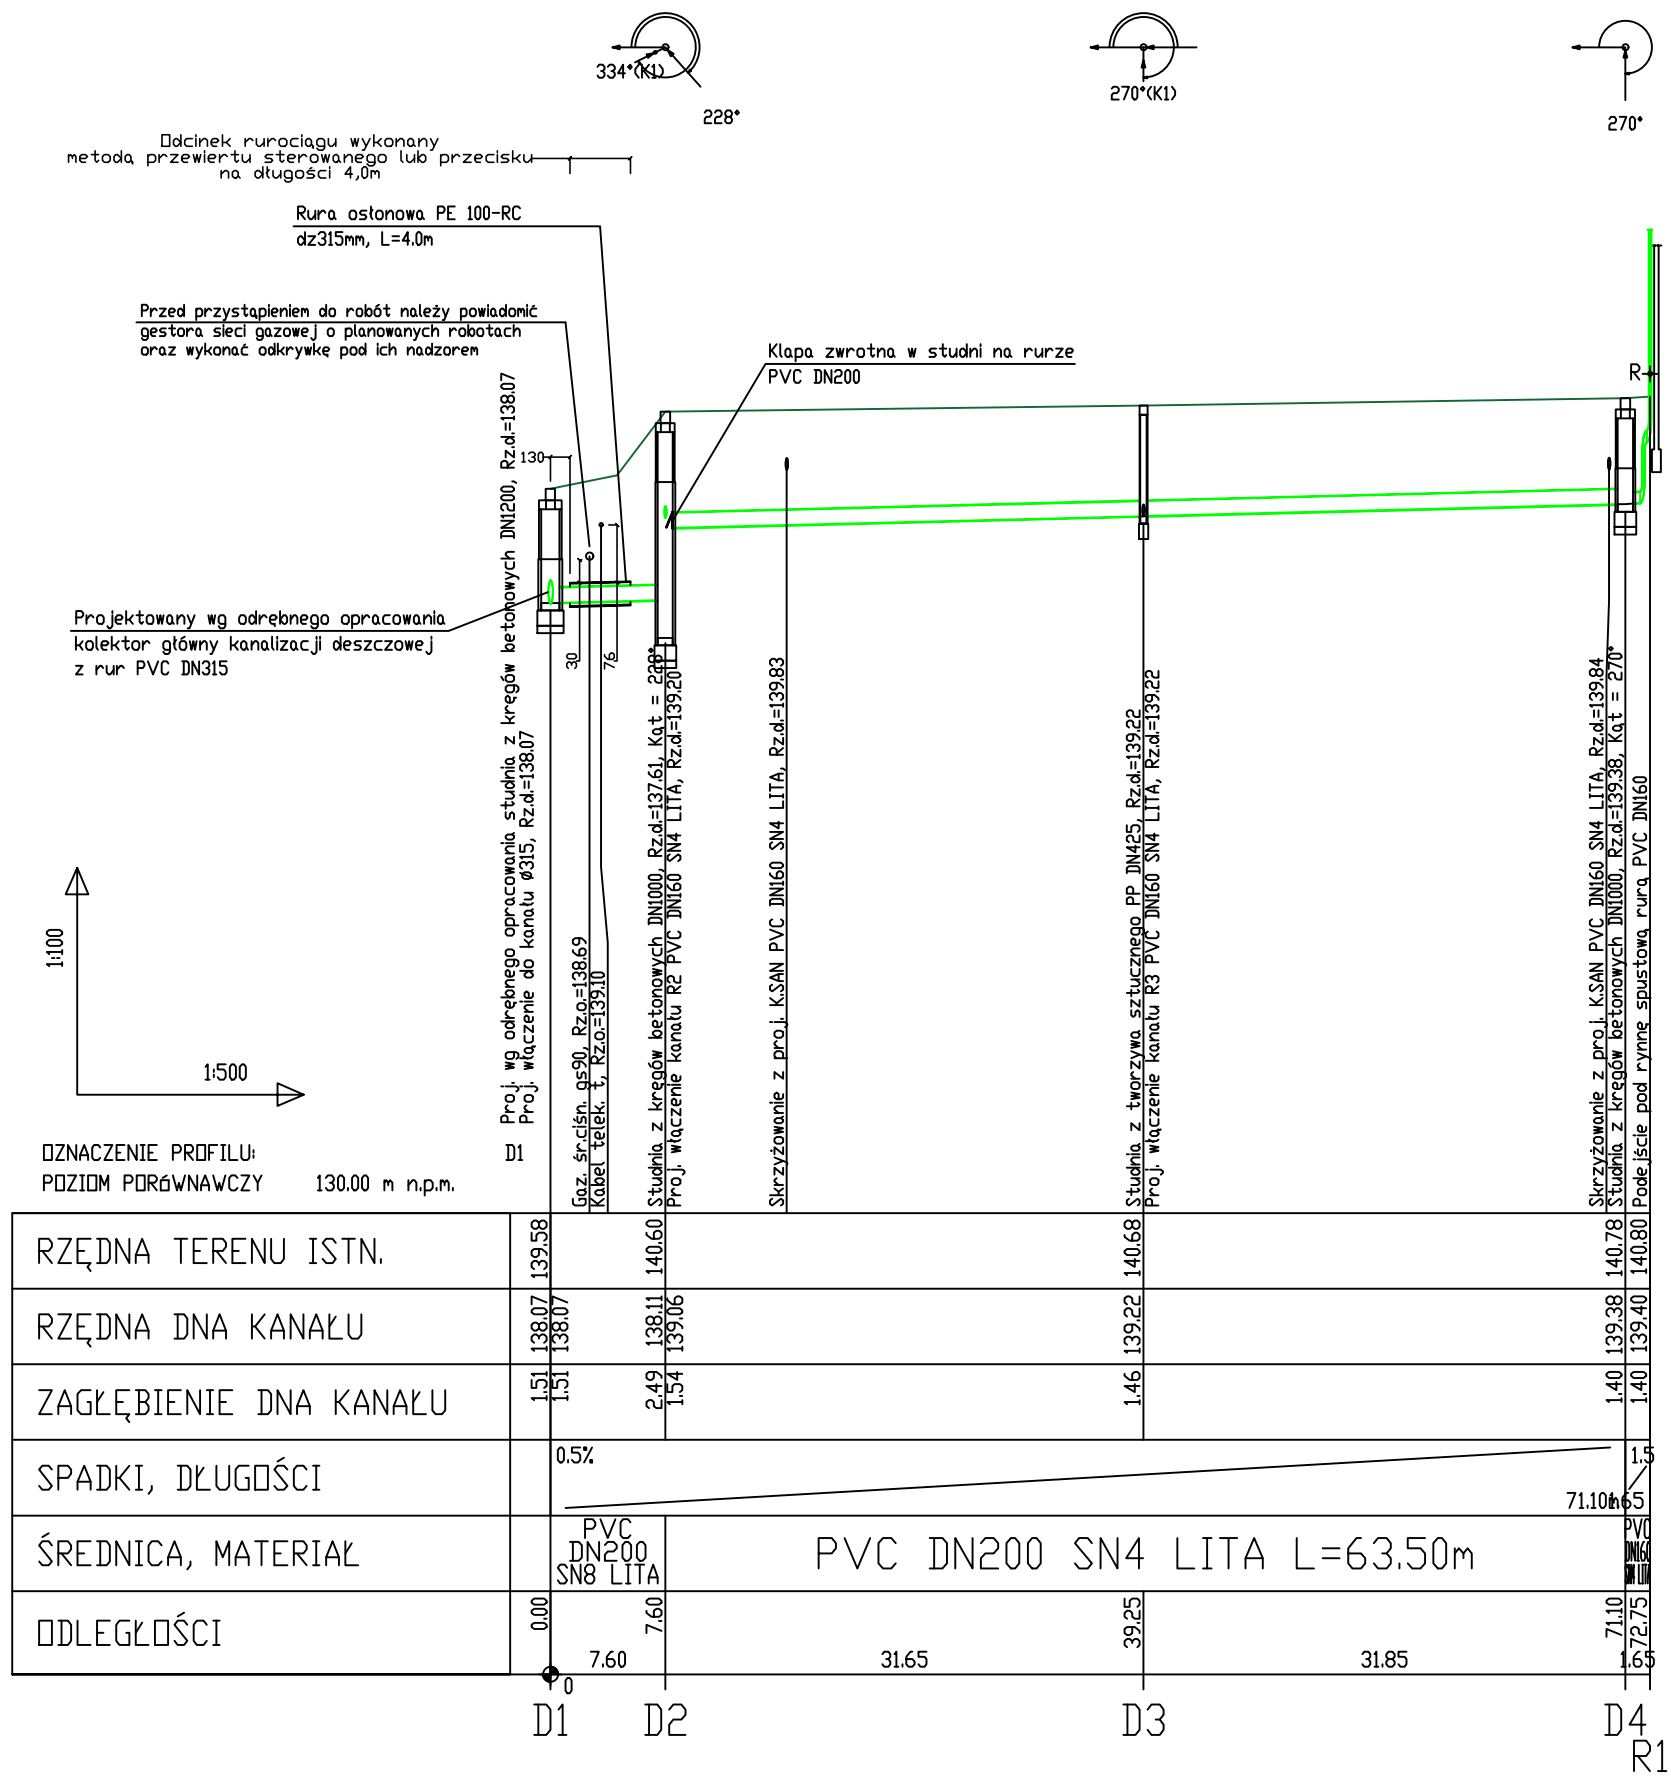 334°(K1)
228°
270°(K1)
270°
Odcinek rurociągu wykonany
metodą przewiertu sterowanego lub przecisku
na długości 4,0m
Rura osłonowa PE 100-RC
dz315mm, L=4.0m
Przed przystąpieniem do robót należy powiadomić
gestora sieci gazowej o planowanych robotach
oraz wykonać odkrywkę pod ich nadzorem
Klapa zwrotna w studni na rurze
PVC DN200
R
130
30
76
Projektowany wg odrębnego opracowania
kolektor główny kanalizacji deszczowej
z rur PVC DN315
Proj. wg odrębnego opracowania studnia z kręgów betonowych DN1200, Rz.d.=138.07
Proj. włączenie do kanału ø315, Rz.d.=138.07
Gaz. śr.ciśn. gs90, Rz.o.=138.69
Kabel telek. t, Rz.o.=139.10
Studnia z kręgów betonowych DN1000, Rz.d.=137.61, Kąt = 228°
Proj. włączenie kanału R2 PVC DN160 SN4 LITA, Rz.d.=139.20
Skrzyżowanie z proj. K.SAN PVC DN160 SN4 LITA, Rz.d.=139.83
Studnia z tworzywa sztucznego PP DN425, Rz.d.=139.22
Proj. włączenie kanału R3 PVC DN160 SN4 LITA, Rz.d.=139.22
Skrzyżowanie z proj. K.SAN PVC DN160 SN4 LITA, Rz.d.=139.84
Studnia z kręgów betonowych DN1000, Rz.d.=139.38, Kąt = 270°
Podejście pod rynnę spustową rurą PVC DN160
1:100
1:500
OZNACZENIE PROFILU: D1
POZIOM PORÓWNAWCZY 130.00 m n.p.m.
RZĘDNA TERENU ISTN. 139.58 140.60 140.68 140.78 140.80
RZĘDNA DNA KANAŁU 138.07 138.07 138.11 139.06 139.22 139.38 139.40
ZAGŁĘBIENIE DNA KANAŁU 1.51 1.51 2.49 1.54 1.46 1.40 1.40
SPADKI, DŁUGOŚCI 0.5% 71.10 1.5 1.65
ŚREDNICA, MATERIAŁ
PVC
DN200
SN8 LITA
PVC DN200 SN4 LITA L=63.50m
PVC
DN160
SN4 LITA
ODLEGŁOŚCI 0.00 7.60 39.25 71.10 72.75
7.60 31.65 31.85 1.65
0
D1 D2 D3 D4
R1